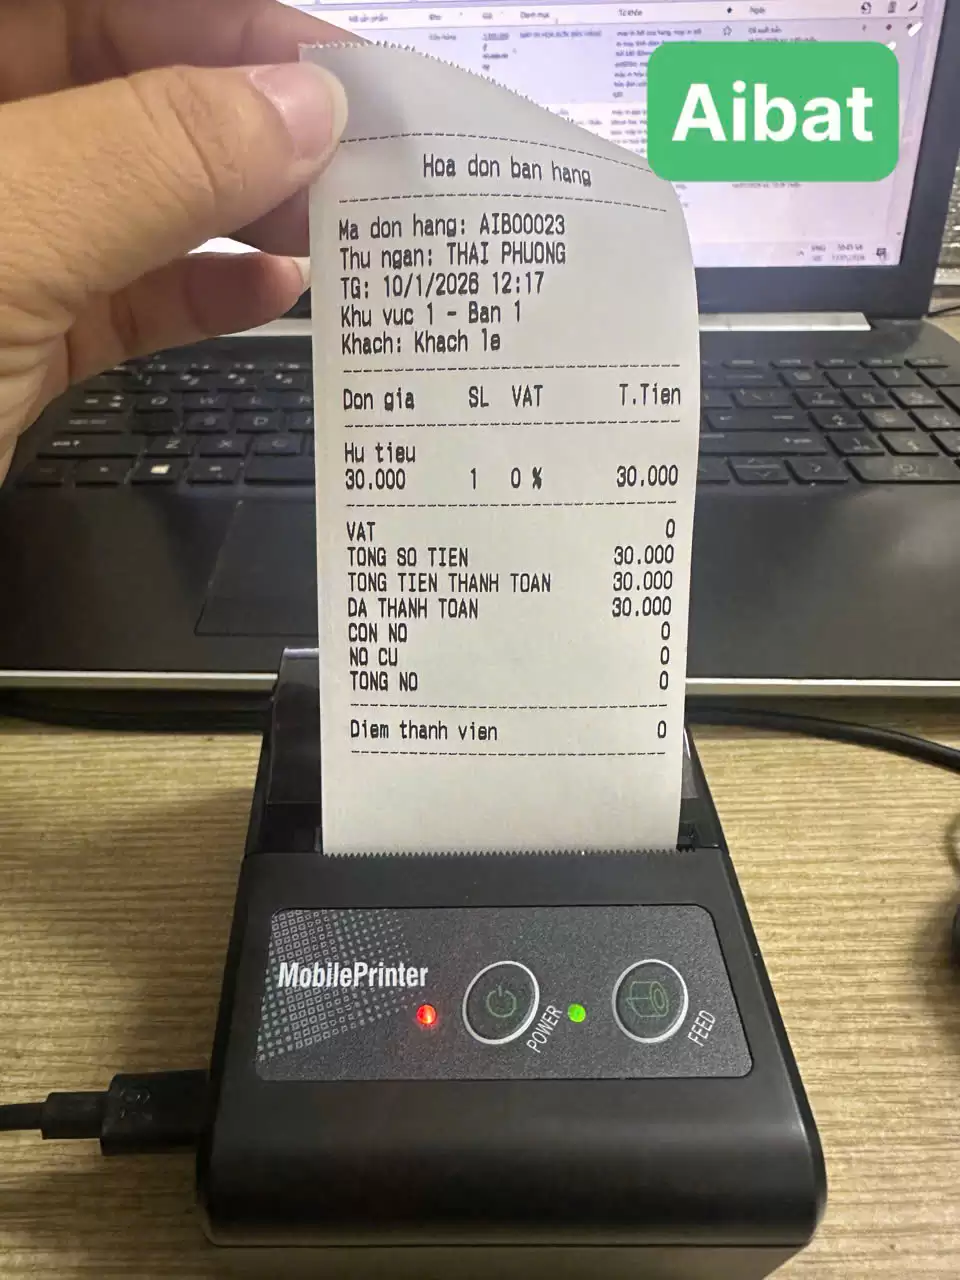 Aibat
Hoa don ban hang
Ma don hang: AIB00023
Thu ngan: THAI PHUONG
TG: 10/1/2026 12:17
Khu vuc 1 - Ban 1
Khach: Khach le
Don gia SL VAT T.Tien
Hu tieu
30.000 1 0 % 30.000
VAT 0
TONG SO TIEN 30.000
TONG TIEN THANH TOAN 30.000
DA THANH TOAN 30.000
CON NO 0
NO CU 0
TONG NO 0
Diem thanh vien 0
MobilePrinter
POWER
FEED